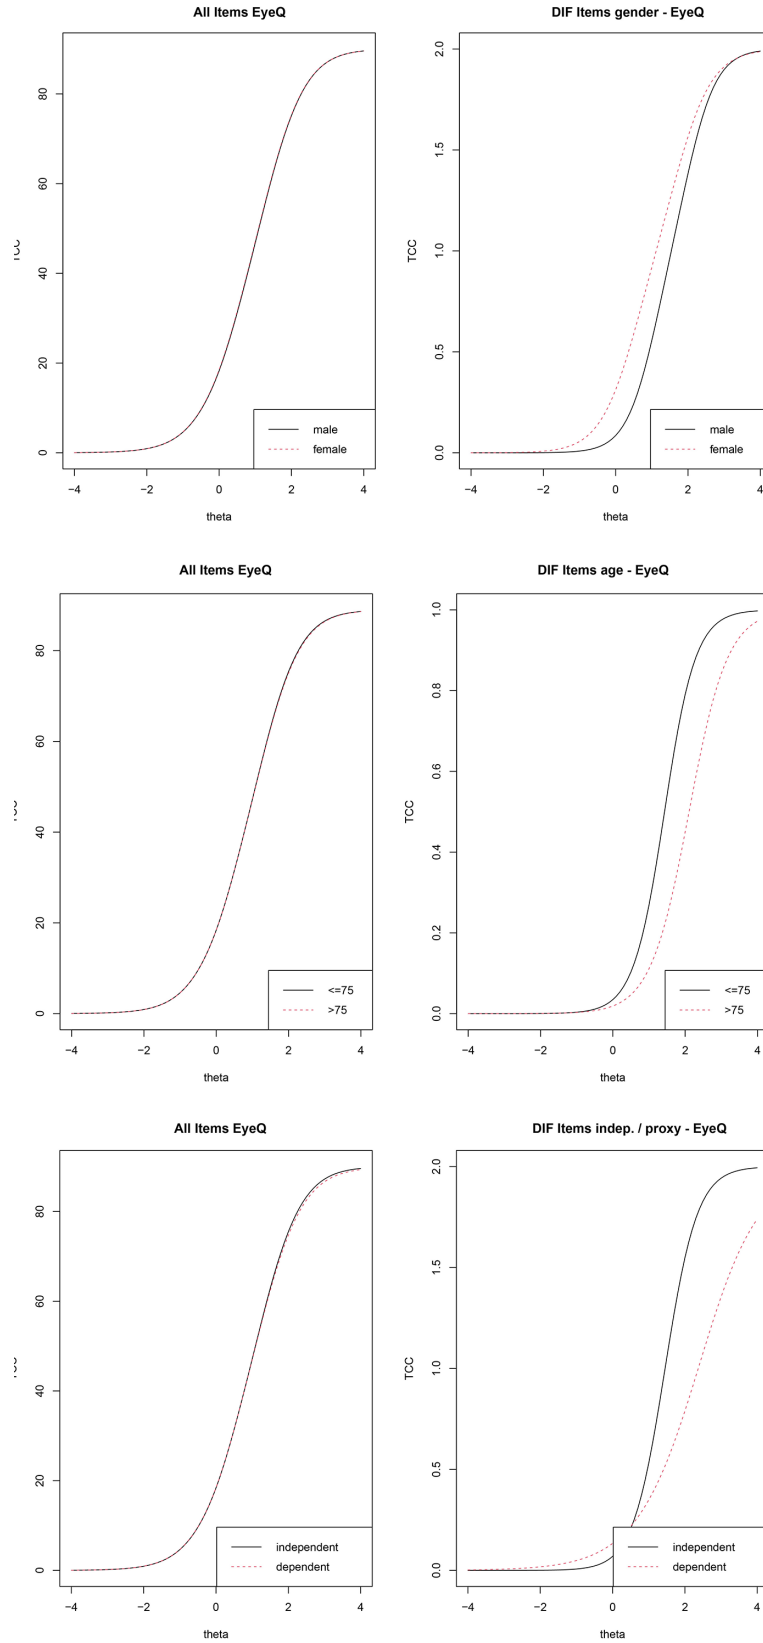 All Items EyeQ
80
60
40
20
0
TCC
male
female
−4 −2 0 2 4
theta
DIF Items gender - EyeQ
2.0
1.5
1.0
0.5
0.0
TCC
male
female
−4 −2 0 2 4
theta
All Items EyeQ
80
60
40
20
0
TCC
<=75
>75
−4 −2 0 2 4
theta
DIF Items age - EyeQ
1.0
0.8
0.6
0.4
0.2
0.0
TCC
<=75
>75
−4 −2 0 2 4
theta
All Items EyeQ
80
60
40
20
0
TCC
independent
dependent
−4 −2 0 2 4
theta
DIF Items indep. / proxy - EyeQ
2.0
1.5
1.0
0.5
0.0
TCC
independent
dependent
−4 −2 0 2 4
theta